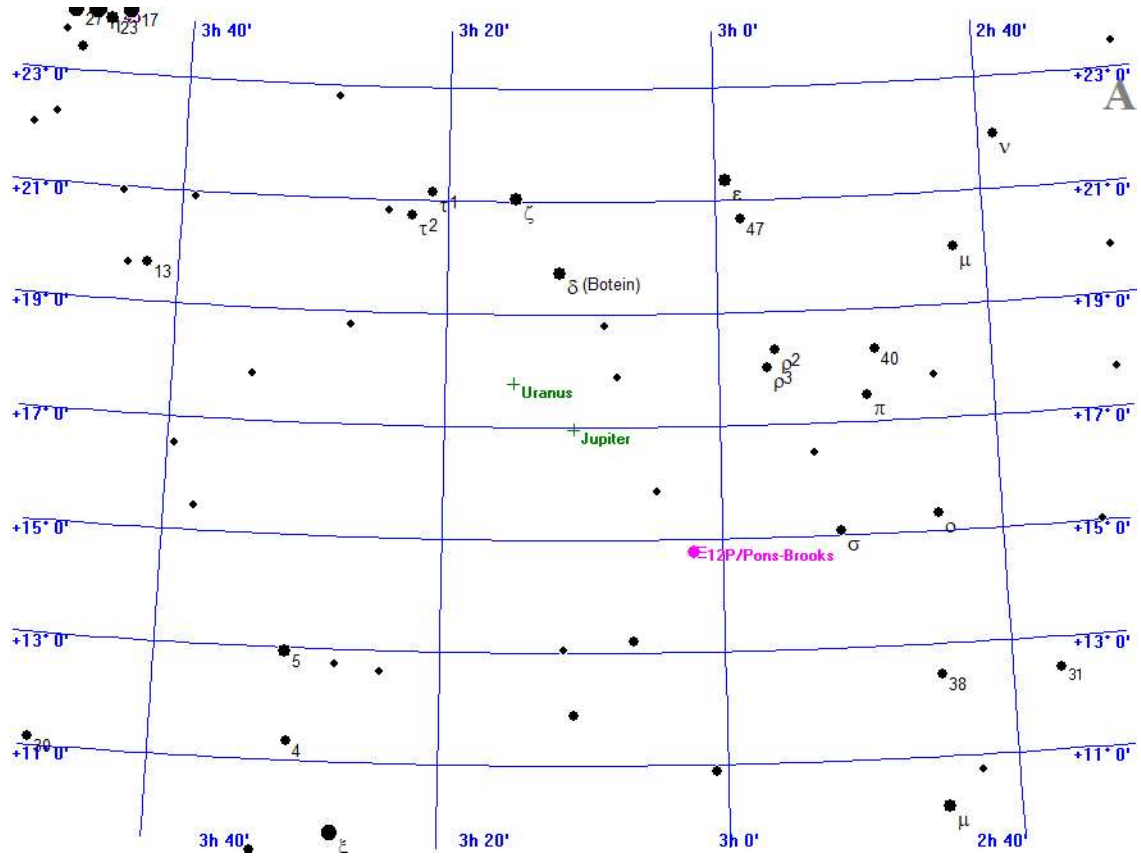 27 η 23 17
3h 40' 3h 20' 3h 0' 2h 40'
+23° 0' +23° 0'
A
ν
+21° 0' τ1 ε +21° 0'
τ2 ζ 47
13 μ
δ (Botein)
+19° 0' +19° 0'
ρ2 40
ρ3
Uranus π
+17° 0' +17° 0'
Jupiter
+15° 0' σ ο +15° 0'
12P/Pons-Brooks
+13° 0' +13° 0'
5 38 31
30 4
+11° 0' +11° 0'
μ
3h 40' ξ 3h 20' 3h 0' 2h 40'